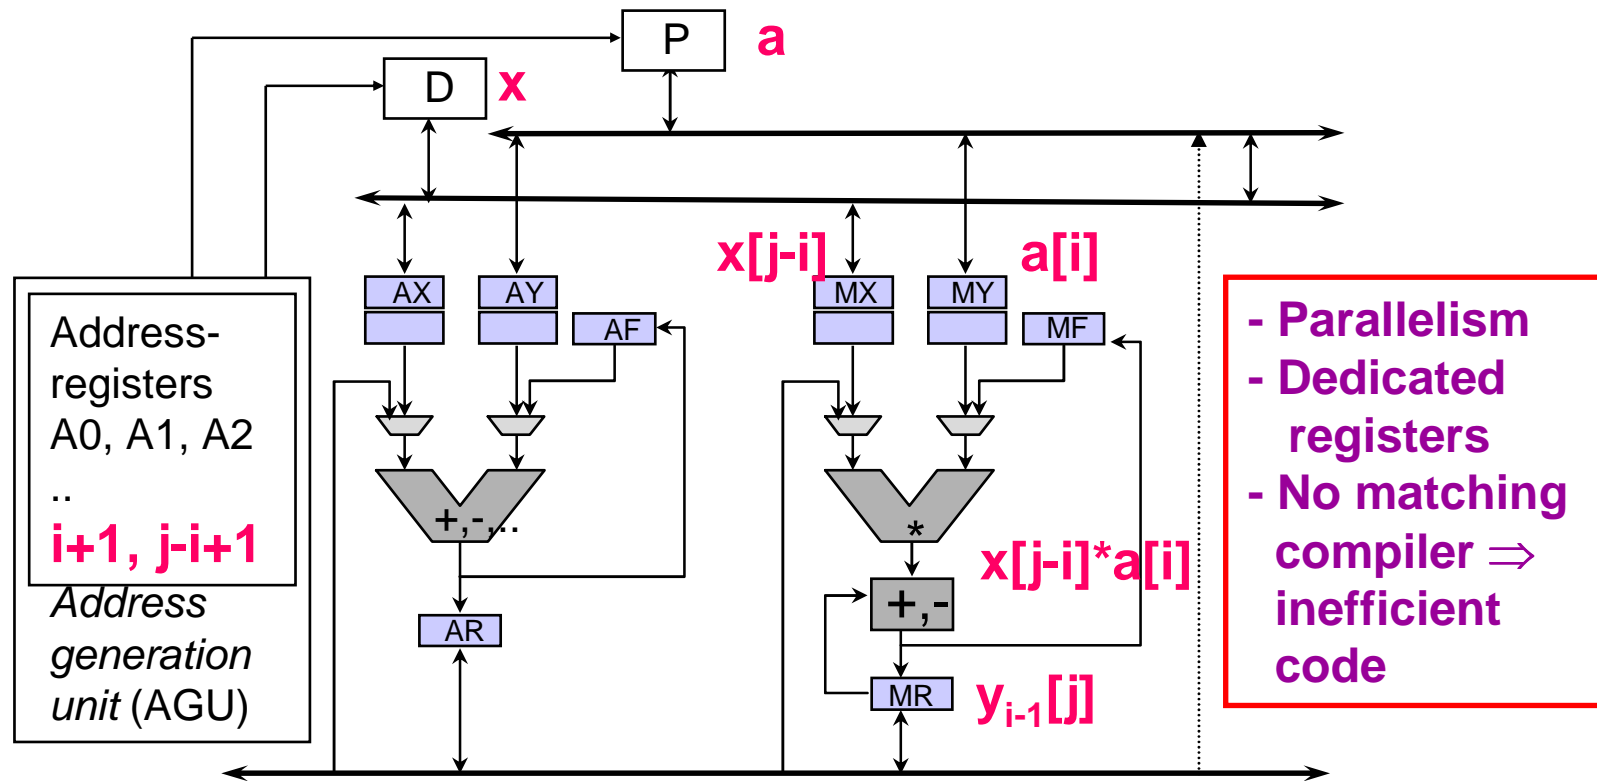 P
a
D
x
x[j-i]
a[i]
AX
AY
AF
MX
MY
MF
Address-
registers
A0, A1, A2
..
i+1, j-i+1
Address
generation
unit (AGU)
+,-,..
*
x[j-i]*a[i]
+,-
AR
MR
yi-1[j]
- Parallelism
- Dedicated
registers
- No matching
compiler ⇒
inefficient
code